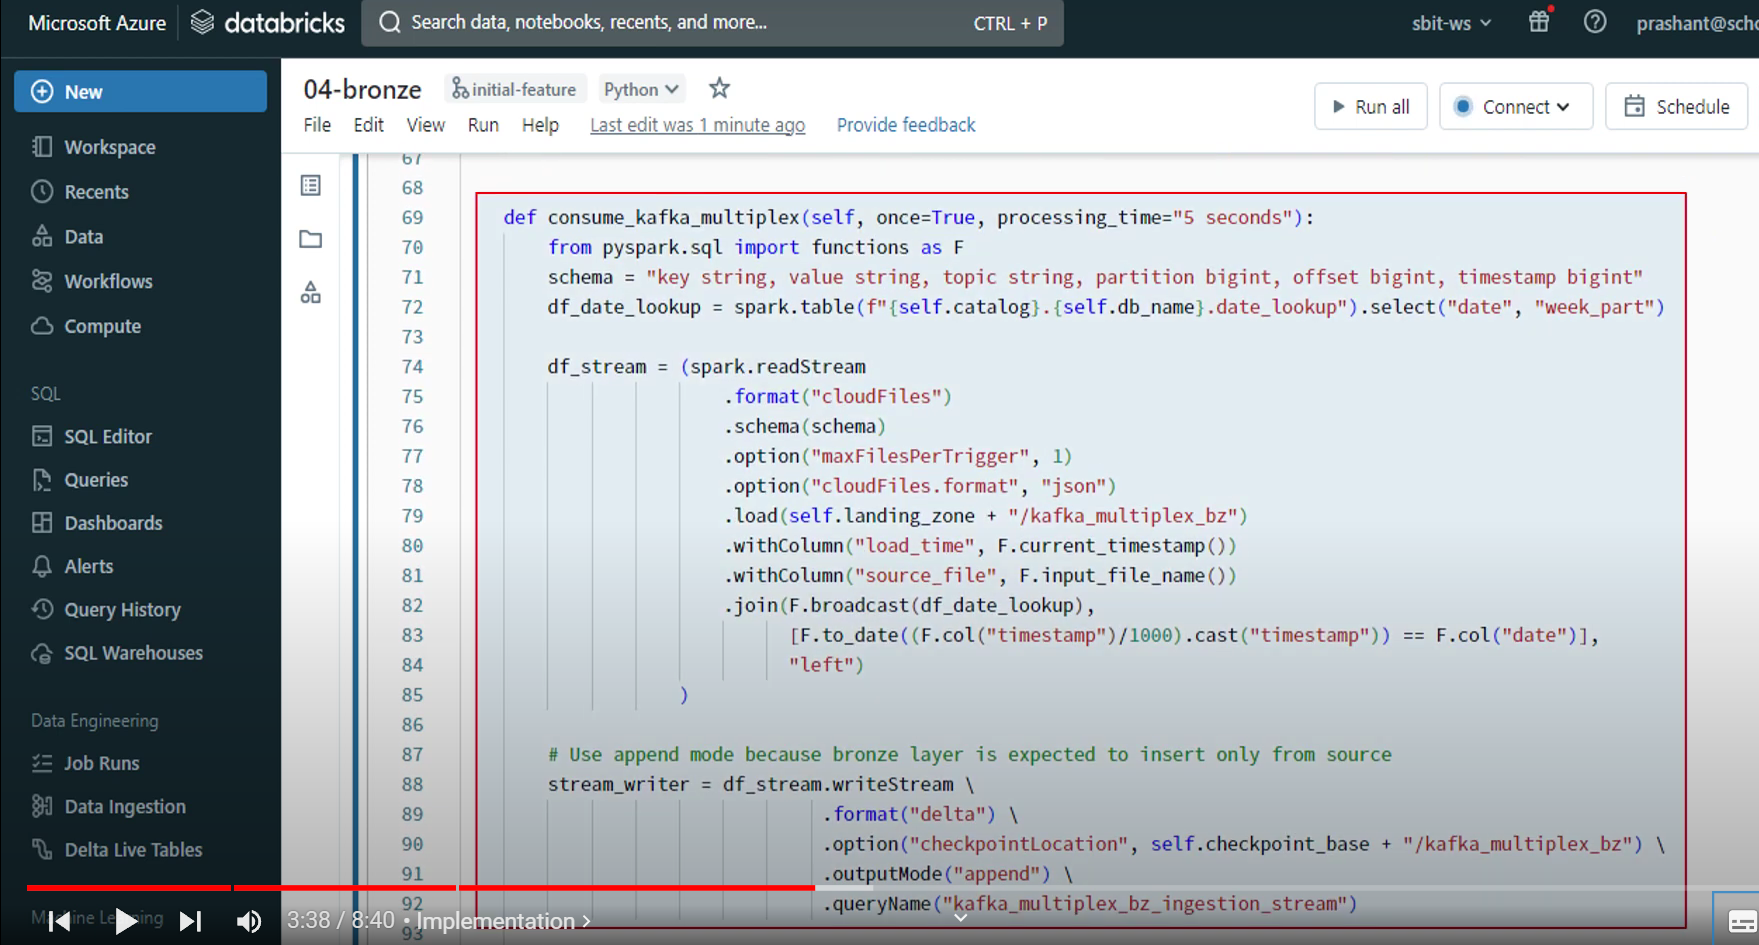 Microsoft Azure databricks Search data, notebooks, recents, and more... CTRL + P sbit-ws prashant@scho
New
Workspace
Recents
Data
Workflows
Compute
SQL
SQL Editor
Queries
Dashboards
Alerts
Query History
SQL Warehouses
Data Engineering
Job Runs
Data Ingestion
Delta Live Tables
Machine Learning
04-bronze initial-feature Python
File Edit View Run Help Last edit was 1 minute ago Provide feedback
Run all Connect Schedule
67
68
69 def consume_kafka_multiplex(self, once=True, processing_time="5 seconds"):
70 from pyspark.sql import functions as F
71 schema = "key string, value string, topic string, partition bigint, offset bigint, timestamp bigint"
72 df_date_lookup = spark.table(f"{self.catalog}.{self.db_name}.date_lookup").select("date", "week_part")
73
74 df_stream = (spark.readStream
75 .format("cloudFiles")
76 .schema(schema)
77 .option("maxFilesPerTrigger", 1)
78 .option("cloudFiles.format", "json")
79 .load(self.landing_zone + "/kafka_multiplex_bz")
80 .withColumn("load_time", F.current_timestamp())
81 .withColumn("source_file", F.input_file_name())
82 .join(F.broadcast(df_date_lookup),
83 [F.to_date((F.col("timestamp")/1000).cast("timestamp")) == F.col("date")],
84 "left")
85 )
86
87 # Use append mode because bronze layer is expected to insert only from source
88 stream_writer = df_stream.writeStream \
89 .format("delta") \
90 .option("checkpointLocation", self.checkpoint_base + "/kafka_multiplex_bz") \
91 .outputMode("append") \
92 .queryName("kafka_multiplex_bz_ingestion_stream")
93
3:38 / 8:40 • Implementation